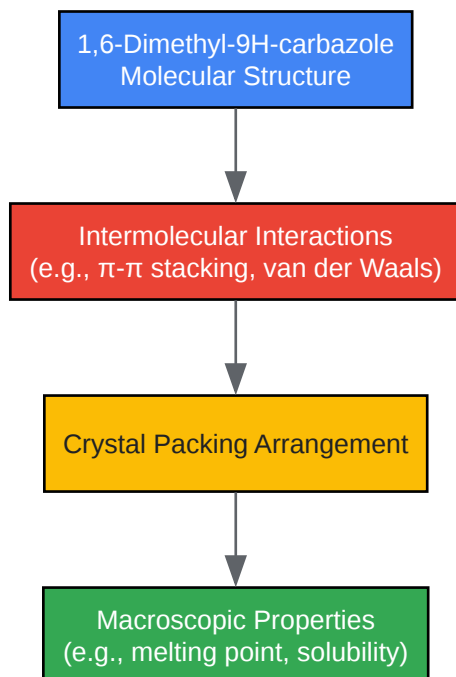 1,6-Dimethyl-9H-carbazole
Molecular Structure
Intermolecular Interactions
(e.g., π-π stacking, van der Waals)
Crystal Packing Arrangement
Macroscopic Properties
(e.g., melting point, solubility)